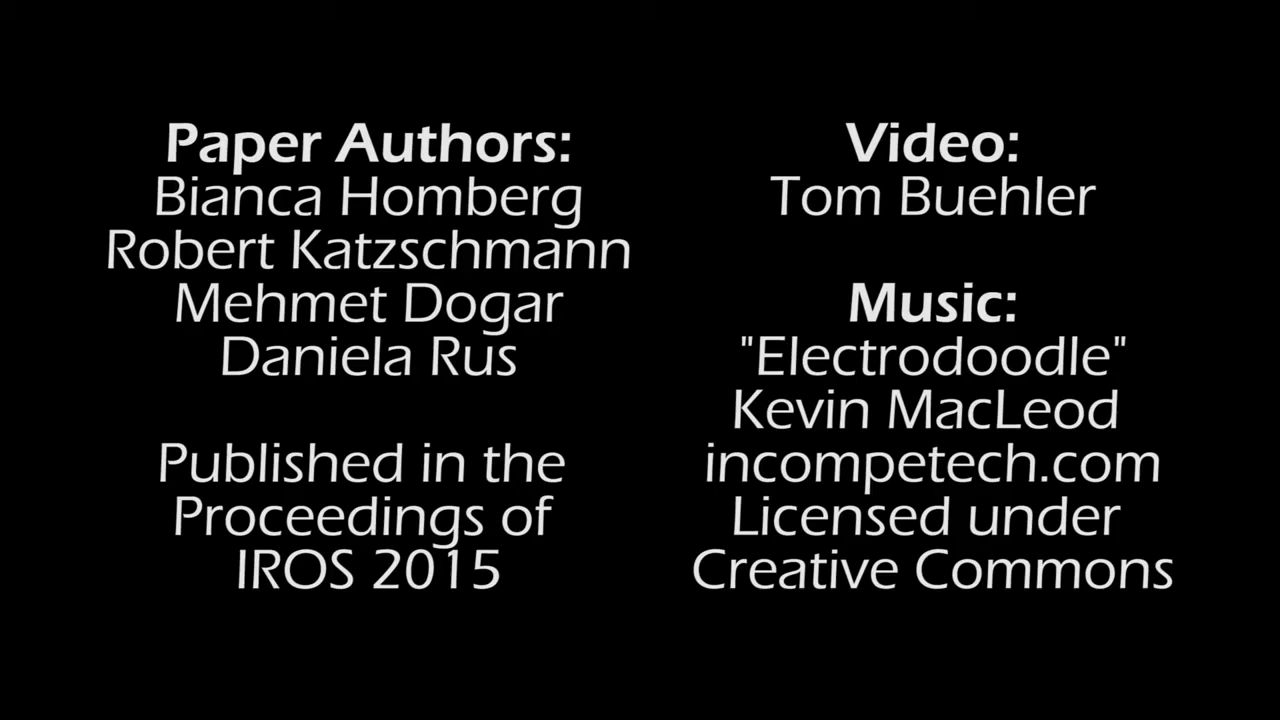 Paper Authors:
Bianca Homberg
Robert Katzschmann
Mehmet Dogar
Daniela Rus
Published in the
Proceedings of
IROS 2015
Video:
Tom Buehler
Music:
"Electrodoodle"
Kevin MacLeod
incompetech.com
Licensed under
Creative Commons